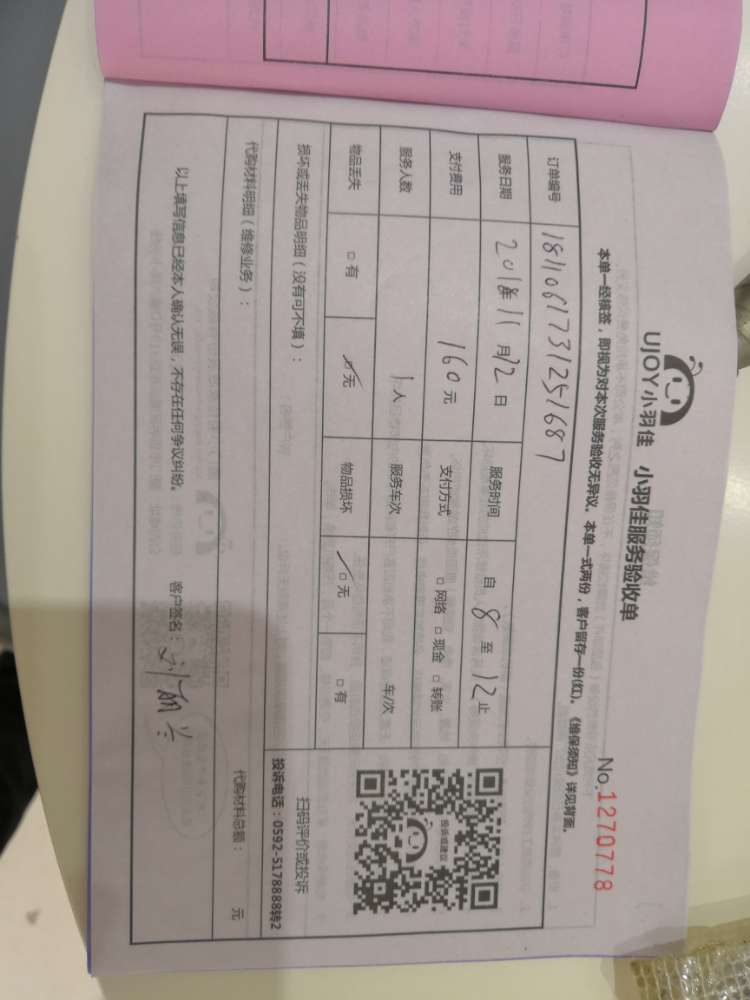 UJOY小羽佳 小羽佳服务验收单
No.1270778
本单一经核签，即视为对本次服务验收无异议。本单一式两份，客户留存一份(红)。《维保须知》详见背面。
订单编号 1811061731251687
服务日期 2018年11月12日 服务时间 自8至12止
支付费用 160元 支付方式 □网络 □现金 □转账
服务人数 1人 服务车次 车/次
物品丢失 □有 □无 物品损坏 □无 □有
投诉或建议
扫码评价或投诉
投诉电话：0592-5178888转2
损坏或丢失物品明细（没有可不填）：
代购材料明细（维修业务）：
代购材料总额： 元
以上填写信息已经本人确认无误，不存在任何争议纠纷。 客户签名：